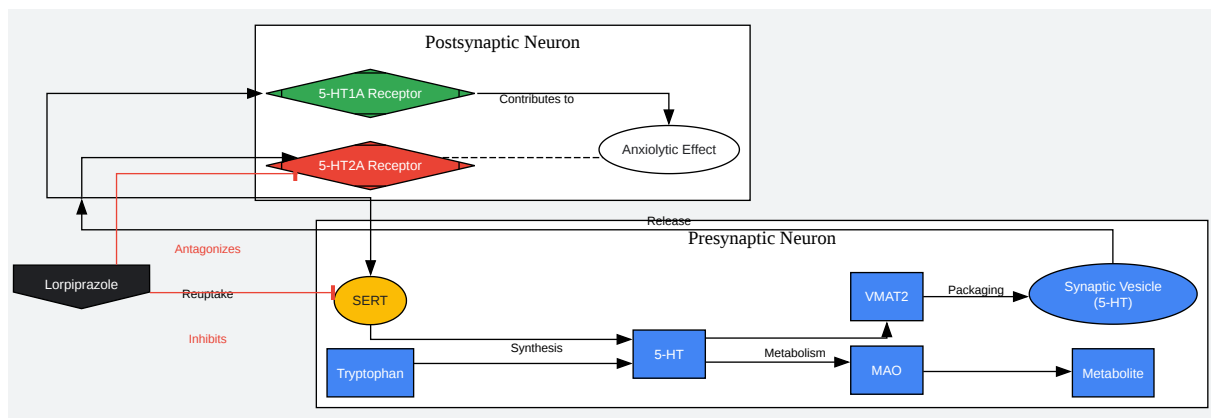 Postsynaptic Neuron
5-HT1A Receptor
Contributes to
Anxiolytic Effect
5-HT2A Receptor
Release
Presynaptic Neuron
Antagonizes
Lorpiprazole
Reuptake
Inhibits
SERT
VMAT2
Packaging
Synaptic Vesicle
(5-HT)
Synthesis
5-HT
Metabolism
Tryptophan
MAO
Metabolite